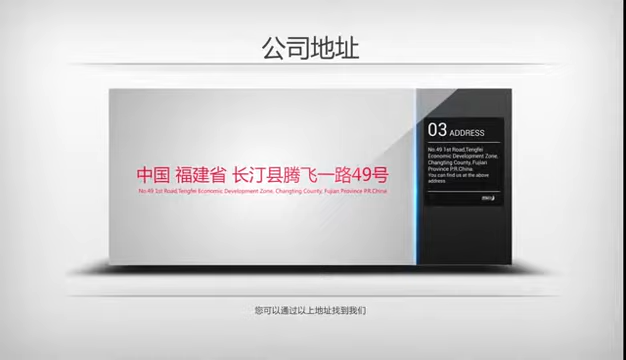 公司地址
中国 福建省 长汀县腾飞一路49号
No.49 1st Road,Tengfei Economic Development Zone, Changting County, Fujian Province P.R.China
03 ADDRESS
No.49 1st Road,Tengfei
Economic Development Zone,
Changting County, Fujian
Province P.R.China.
You can find us at the above
address
您可以通过以上地址找到我们